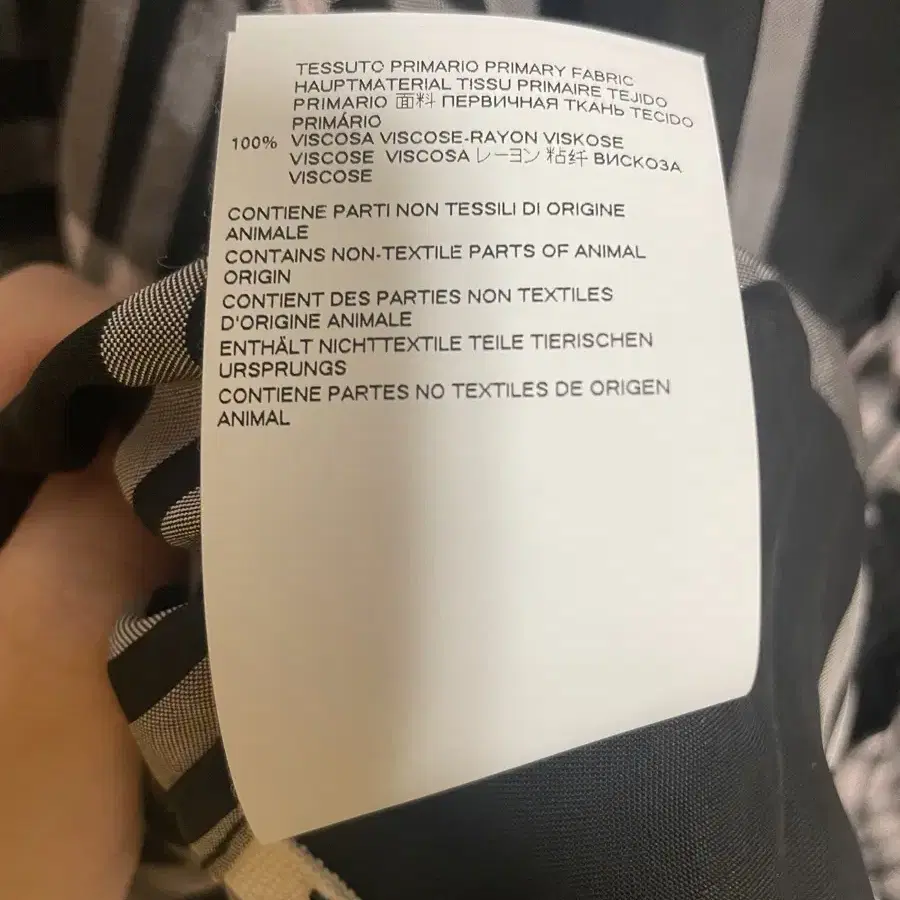 TESSUTO PRIMARIO PRIMARY FABRIC
HAUPTMATERIAL TISSU PRIMAIRE TEJIDO
PRIMARIO 面料 ПЕРВИЧНАЯ ТКАНЬ TECIDO
PRIMÁRIO
100% VISCOSA VISCOSE-RAYON VISKOSE
VISCOSE VISCOSA レーヨン 粘纤 ВИСКОЗА
VISCOSE
CONTIENE PARTI NON TESSILI DI ORIGINE
ANIMALE
CONTAINS NON-TEXTILE PARTS OF ANIMAL
ORIGIN
CONTIENT DES PARTIES NON TEXTILES
D'ORIGINE ANIMALE
ENTHÄLT NICHTTEXTILE TEILE TIERISCHEN
URSPRUNGS
CONTIENE PARTES NO TEXTILES DE ORIGEN
ANIMAL